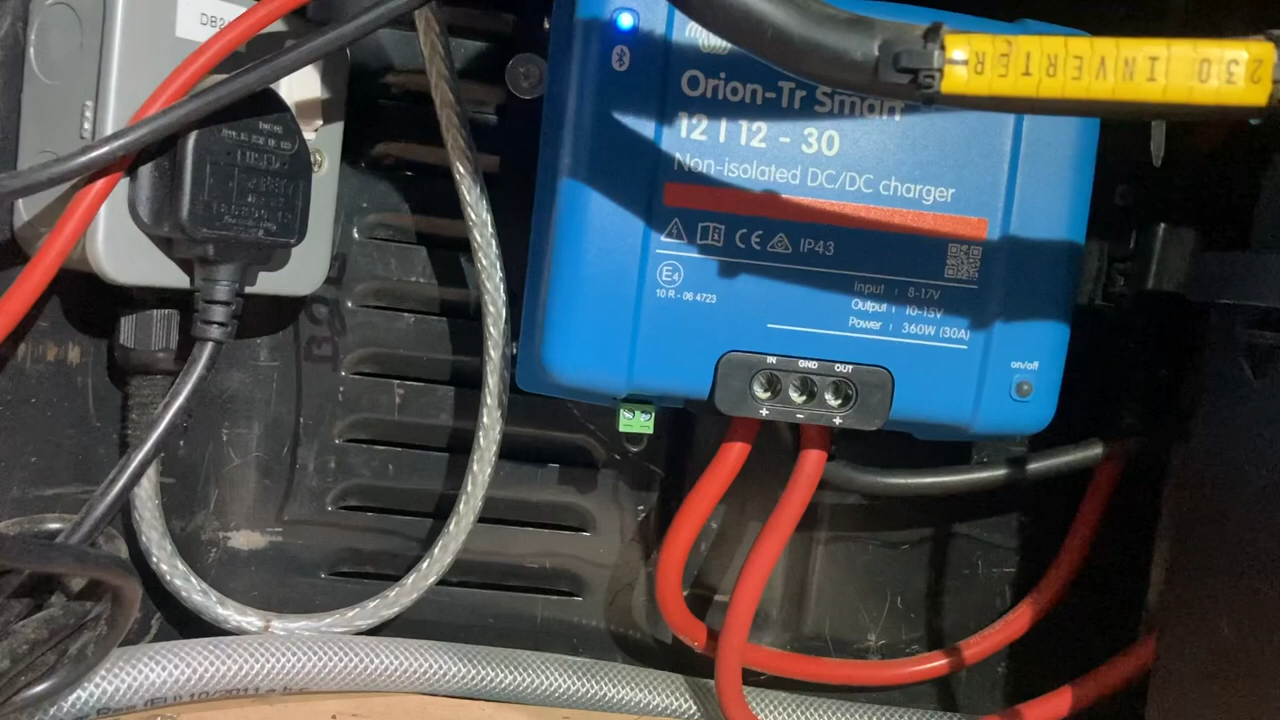 Orion-Tr Smart
12 | 12 - 30
Non-isolated DC/DC charger
CE
IP43
E4
10 R - 06 4723
Input : 8-17V
Output : 10-15V
Power : 360W (30A)
IN GND OUT
+ - +
on/off
230 INVERTER
FUSED